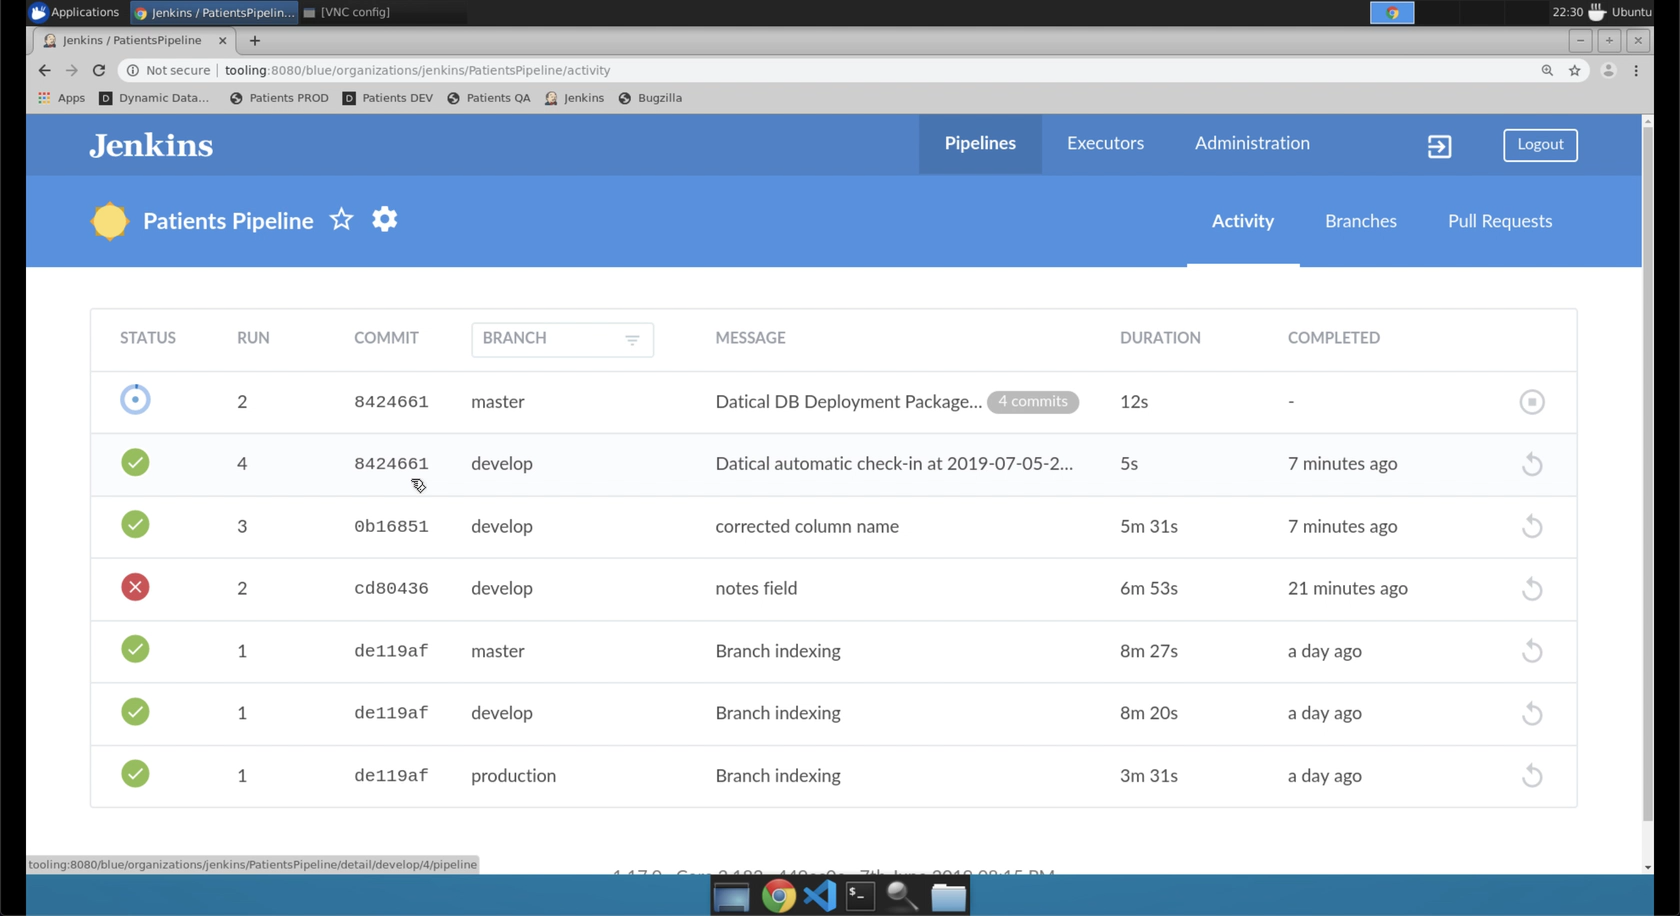 Applications Jenkins / PatientsPipelin... [VNC config] 22:30 Ubuntu
Jenkins / PatientsPipeline
Not secure tooling:8080/blue/organizations/jenkins/PatientsPipeline/activity
Apps Dynamic Data... Patients PROD Patients DEV Patients QA Jenkins Bugzilla
Jenkins Pipelines Executors Administration Logout
Patients Pipeline Activity Branches Pull Requests
STATUS RUN COMMIT BRANCH MESSAGE DURATION COMPLETED
2 8424661 master Datical DB Deployment Package... 4 commits 12s -
4 8424661 develop Datical automatic check-in at 2019-07-05-2... 5s 7 minutes ago
3 0b16851 develop corrected column name 5m 31s 7 minutes ago
2 cd80436 develop notes field 6m 53s 21 minutes ago
1 de119af master Branch indexing 8m 27s a day ago
1 de119af develop Branch indexing 8m 20s a day ago
1 de119af production Branch indexing 3m 31s a day ago
tooling:8080/blue/organizations/jenkins/PatientsPipeline/detail/develop/4/pipeline